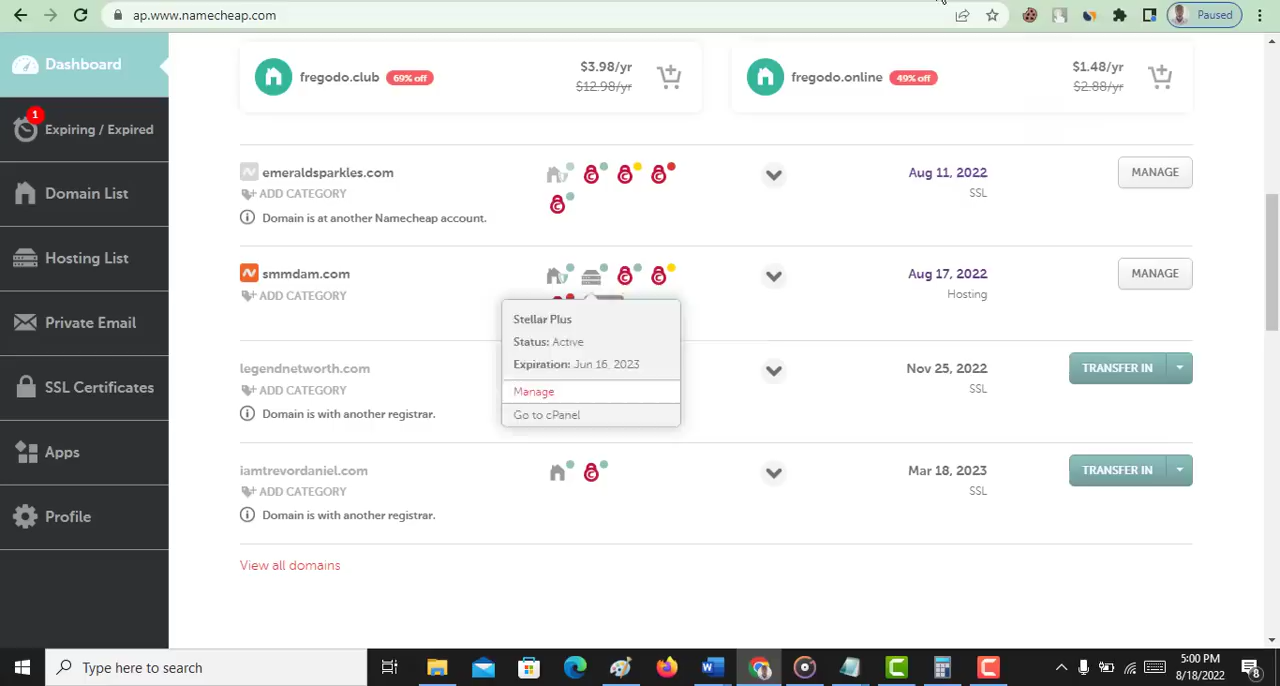 ap.www.namecheap.com
Paused
Dashboard
1
Expiring / Expired
Domain List
Hosting List
Private Email
SSL Certificates
Apps
Profile
fregodo.club 69% off $3.98/yr
$12.98/yr
fregodo.online 49% off $1.48/yr
$2.88/yr
emeraldsparkles.com Aug 11, 2022 MANAGE
ADD CATEGORY SSL
Domain is at another Namecheap account.
smmdam.com Aug 17, 2022 MANAGE
ADD CATEGORY Hosting
Stellar Plus
Status: Active
Expiration: Jun 16, 2023
Manage
Go to cPanel
legendnetworth.com Nov 25, 2022 TRANSFER IN
ADD CATEGORY SSL
Domain is with another registrar.
iamtrevordaniel.com Mar 18, 2023 TRANSFER IN
ADD CATEGORY SSL
Domain is with another registrar.
View all domains
Type here to search
5:00 PM
8/18/2022
8